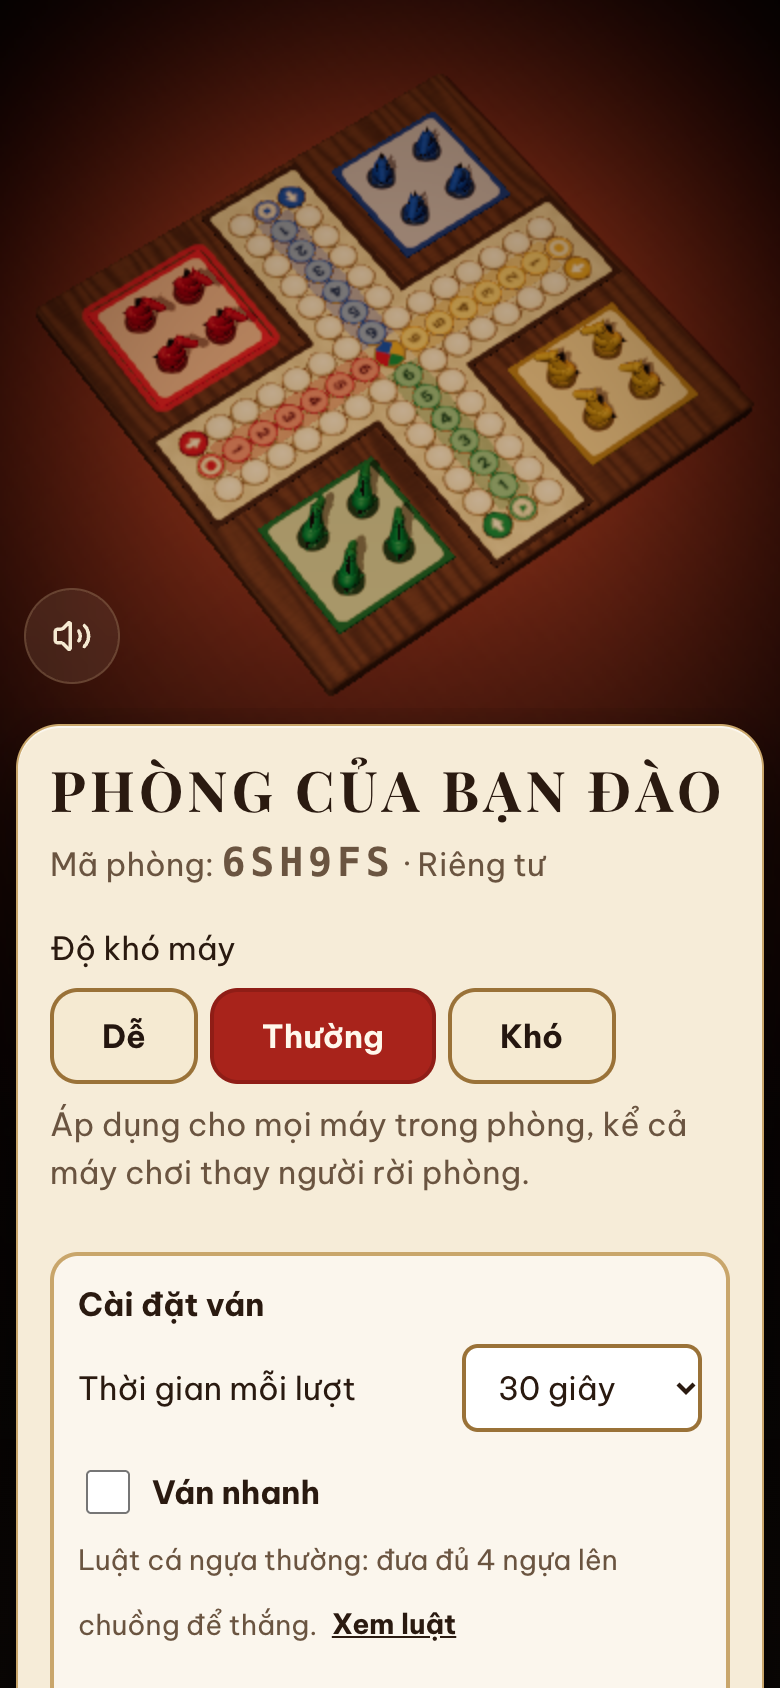 PHÒNG CỦA BẠN ĐÀO
Mã phòng: 6SH9FS · Riêng tư
Độ khó máy
Dễ Thường Khó
Áp dụng cho mọi máy trong phòng, kể cả
máy chơi thay người rời phòng.
Cài đặt ván
Thời gian mỗi lượt 30 giây
Ván nhanh
Luật cá ngựa thường: đưa đủ 4 ngựa lên
chuồng để thắng. Xem luật